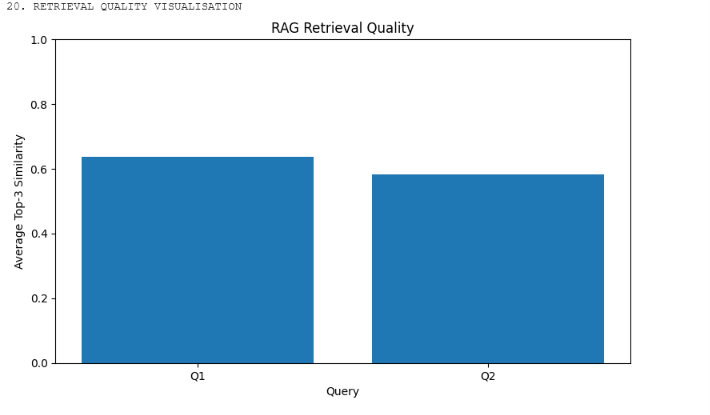 20. RETRIEVAL QUALITY VISUALISATION
RAG Retrieval Quality
1.0
0.8
0.6
0.4
0.2
0.0
Average Top-3 Similarity
Q1 Q2
Query